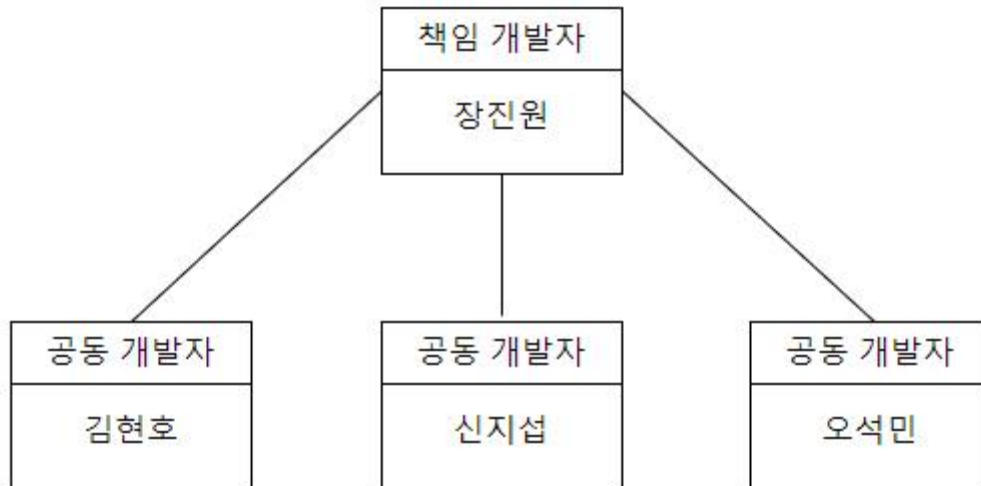 책임 개발자
장진원
공동 개발자
공동 개발자
공동 개발자
김현호
신지섭
오석민